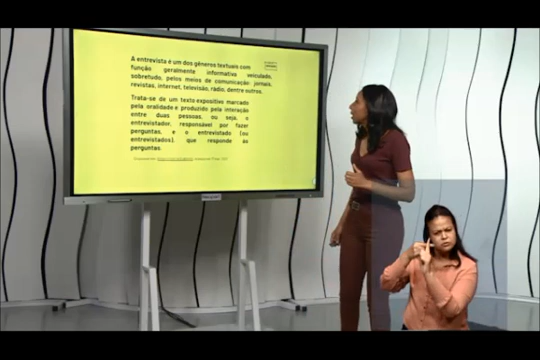 A entrevista é um dos gêneros textuais com
função geralmente informativa veiculado,
sobretudo, pelos meios de comunicação: jornais,
revistas, internet, televisão, rádio, dentre outros.
Trata-se de um texto expositivo marcado
pela oralidade e produzido pela interação
entre duas pessoas, ou seja, o
entrevistador, responsável por fazer
perguntas, e o entrevistado (ou
entrevistados), que responde às
perguntas.